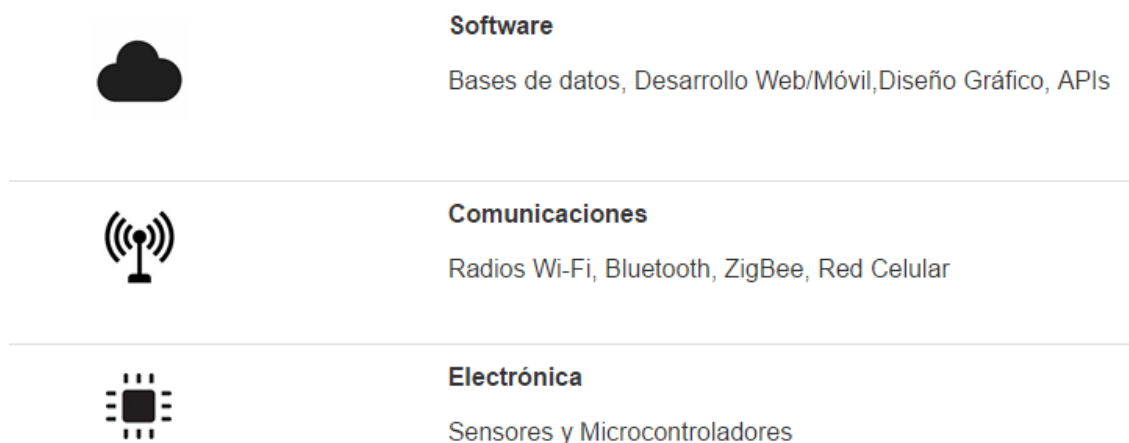 Software
Bases de datos, Desarrollo Web/Móvil,Diseño Gráfico, APIs
Comunicaciones
Radios Wi-Fi, Bluetooth, ZigBee, Red Celular
Electrónica
Sensores y Microcontroladores